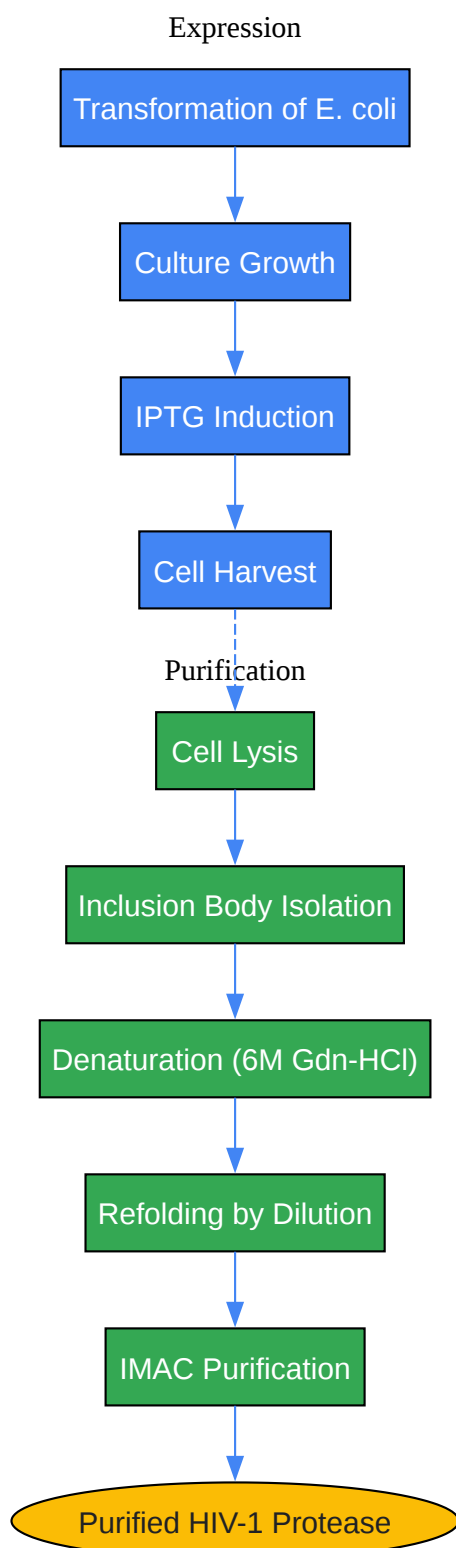 Expression
Transformation of E. coli
Culture Growth
IPTG Induction
Cell Harvest
Purification
Cell Lysis
Inclusion Body Isolation
Denaturation (6M Gdn-HCl)
Refolding by Dilution
IMAC Purification
Purified HIV-1 Protease